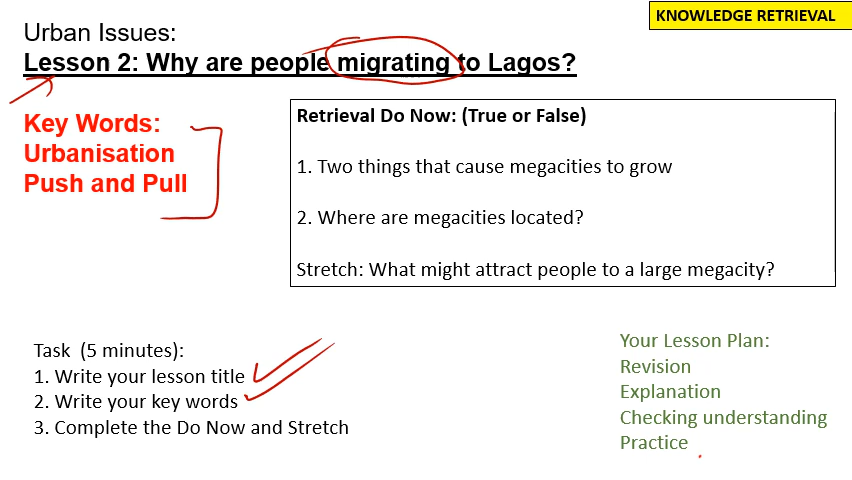 KNOWLEDGE RETRIEVAL
Urban Issues:
Lesson 2: Why are people migrating to Lagos?
Key Words:
Urbanisation
Push and Pull
Retrieval Do Now: (True or False)
1. Two things that cause megacities to grow
2. Where are megacities located?
Stretch: What might attract people to a large megacity?
Task  (5 minutes):
1. Write your lesson title
2. Write your key words
3. Complete the Do Now and Stretch
Your Lesson Plan:
Revision
Explanation
Checking understanding
Practice